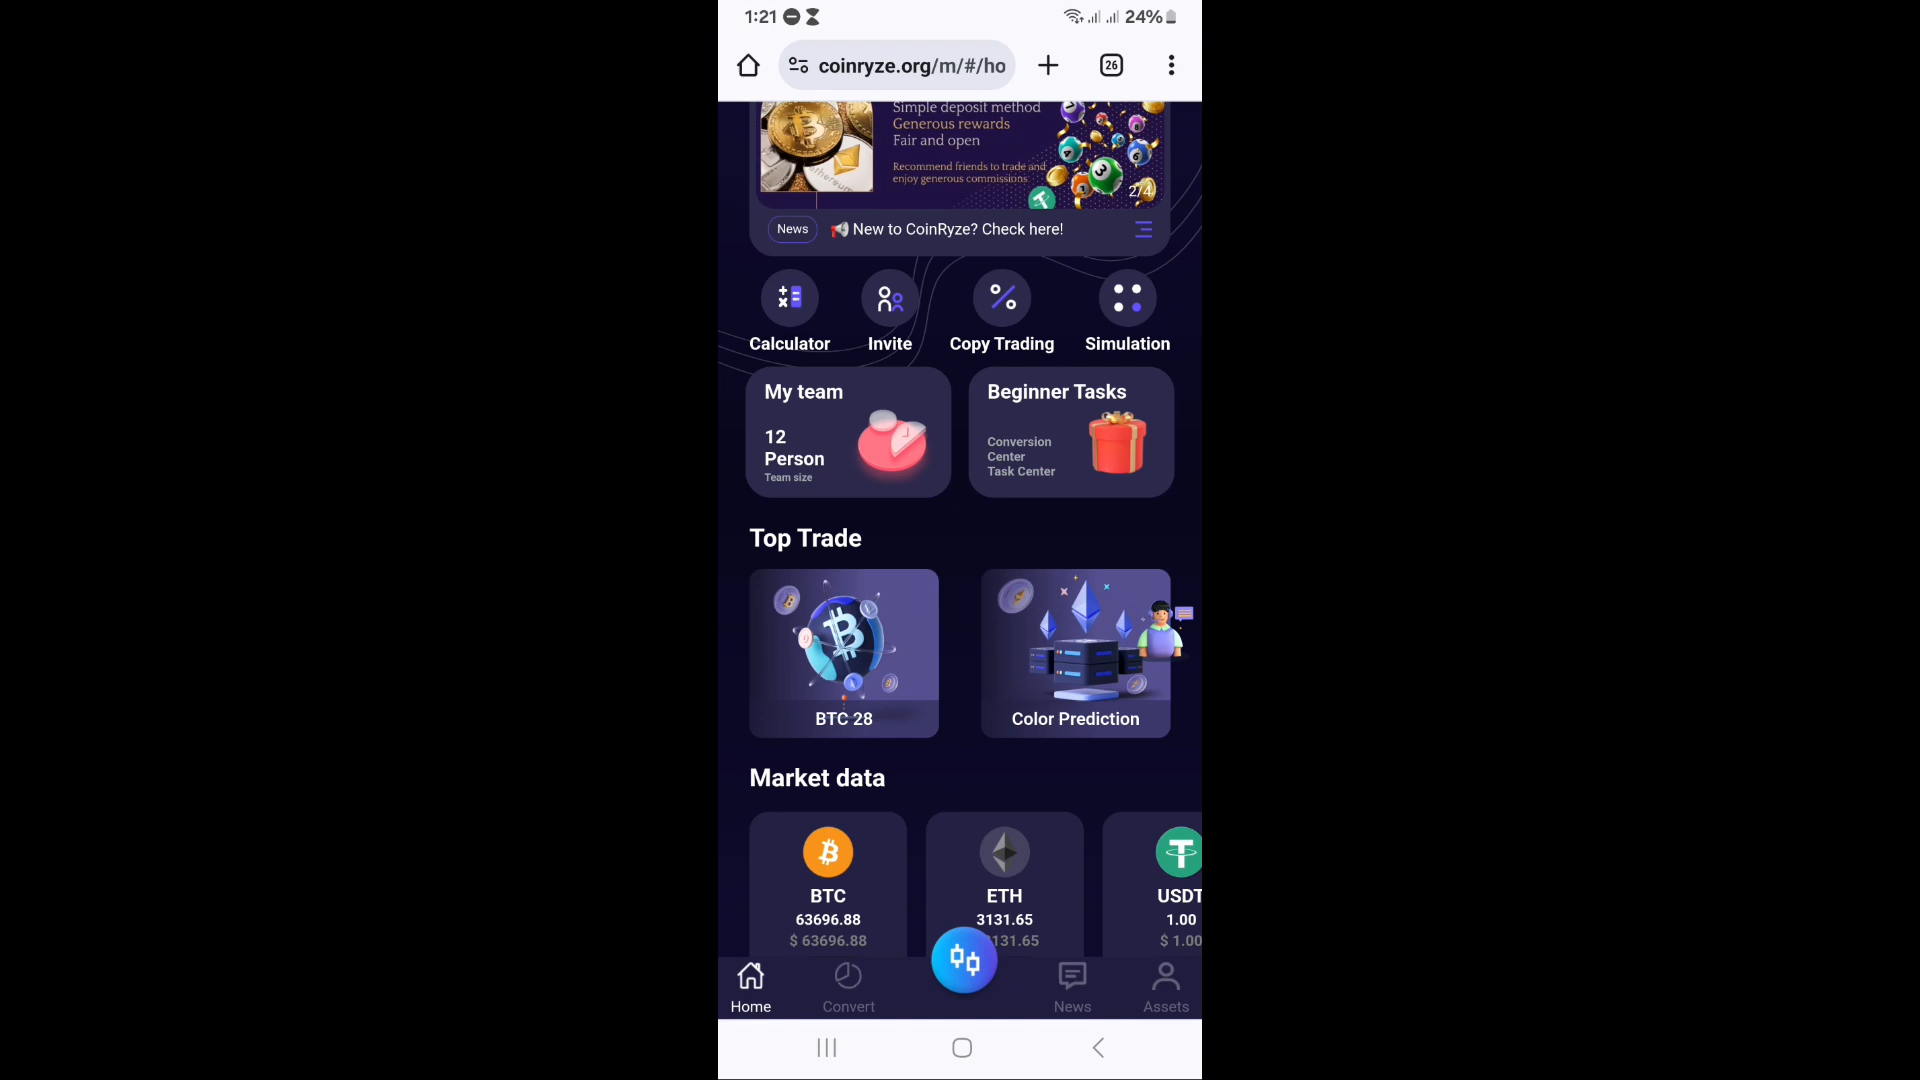 1:21
24%
coinryze.org/m/#/ho
26
Simple deposit method
Generous rewards
Fair and open
Recommend friends to trade and
enjoy generous commissions
2/4
News
New to CoinRyze? Check here!
Calculator
Invite
Copy Trading
Simulation
My team
12
Person
Team size
Beginner Tasks
Conversion
Center
Task Center
Top Trade
BTC 28
Color Prediction
Market data
BTC
63696.88
$ 63696.88
ETH
3131.65
131.65
USDT
1.00
$ 1.00
Home
Convert
News
Assets